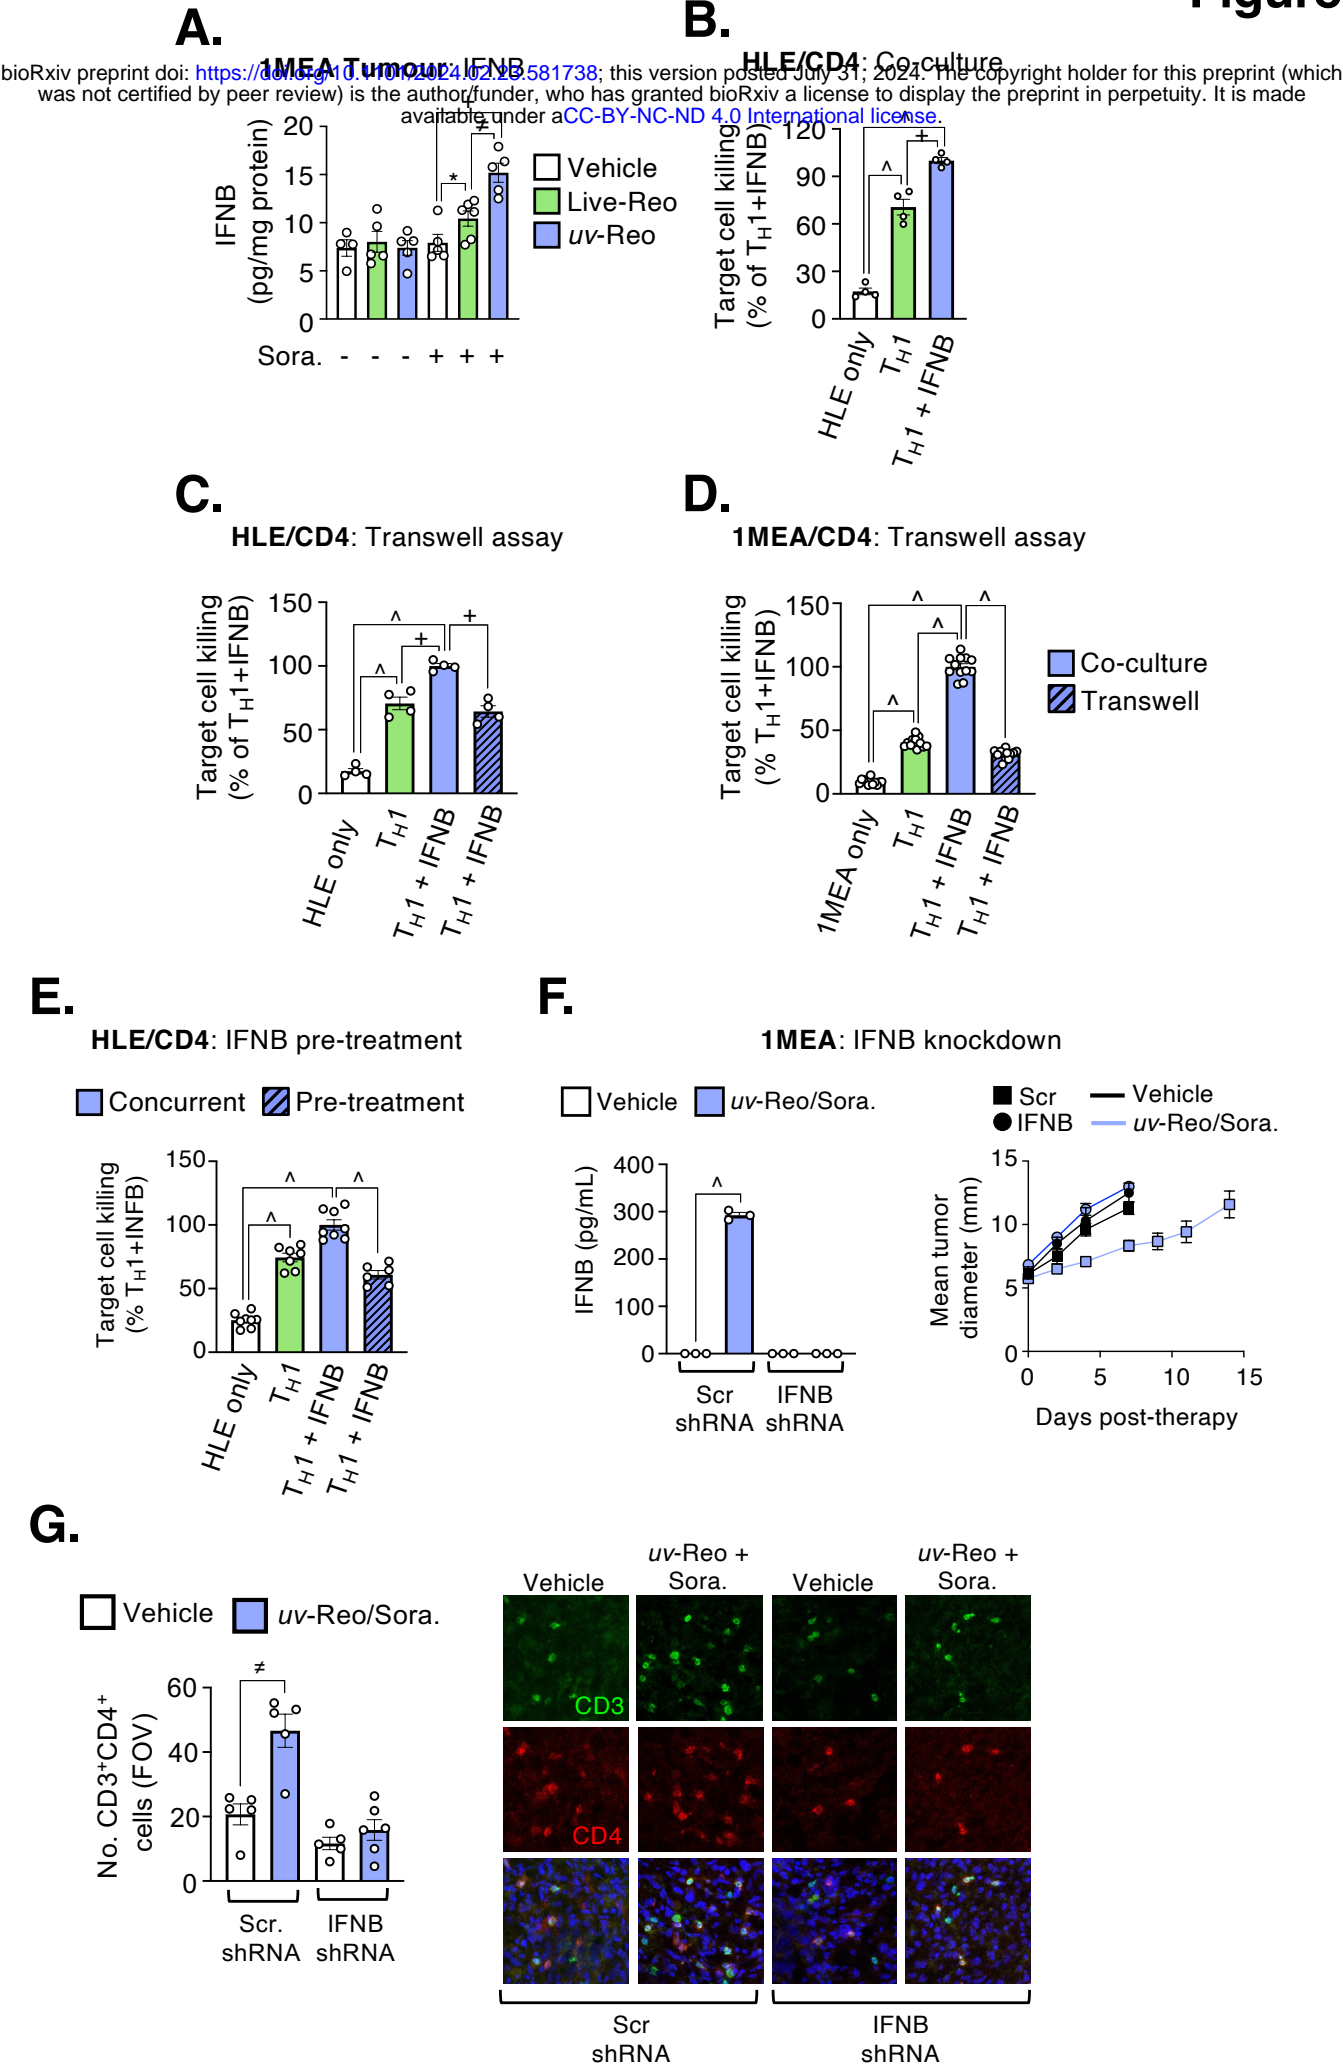 Figure
A.
B.
1MEA Tumour: IFNB
HLE/CD4: Co-culture
bioRxiv preprint doi: https://doi.org/10.1101/2024.02.23.581738; this version posted July 31, 2024. The copyright holder for this preprint (which
was not certified by peer review) is the author/funder, who has granted bioRxiv a license to display the preprint in perpetuity. It is made
available under aCC-BY-NC-ND 4.0 International license.
IFNB
(pg/mg protein)
20
15
10
5
0
+
≠
*
Vehicle
Live-Reo
uv-Reo
Sora. - - - + + +
Target cell killing
(% of TH1+IFNB)
120
90
60
30
0
^
+
^
HLE only
TH1
TH1 + IFNB
C.
HLE/CD4: Transwell assay
Target cell killing
(% of TH1+IFNB)
150
100
50
0
^
+
+
^
HLE only
TH1
TH1 + IFNB
TH1 + IFNB
D.
1MEA/CD4: Transwell assay
Target cell killing
(% TH1+IFNB)
150
100
50
0
^
^
^
^
Co-culture
Transwell
1MEA only
TH1
TH1 + IFNB
TH1 + IFNB
E.
HLE/CD4: IFNB pre-treatment
Concurrent
Pre-treatment
Target cell killing
(% TH1+INFB)
150
100
50
0
^
^
^
HLE only
TH1
TH1 + IFNB
TH1 + IFNB
F.
1MEA: IFNB knockdown
Vehicle
uv-Reo/Sora.
IFNB (pg/mL)
400
300
200
100
0
^
Scr
shRNA
IFNB
shRNA
Scr
IFNB
Vehicle
uv-Reo/Sora.
Mean tumor
diameter (mm)
15
10
5
0
0 5 10 15
Days post-therapy
G.
Vehicle
uv-Reo/Sora.
No. CD3+CD4+
cells (FOV)
60
40
20
0
≠
Scr.
shRNA
IFNB
shRNA
Vehicle
uv-Reo +
Sora.
Vehicle
uv-Reo +
Sora.
CD3
CD4
Scr
shRNA
IFNB
shRNA